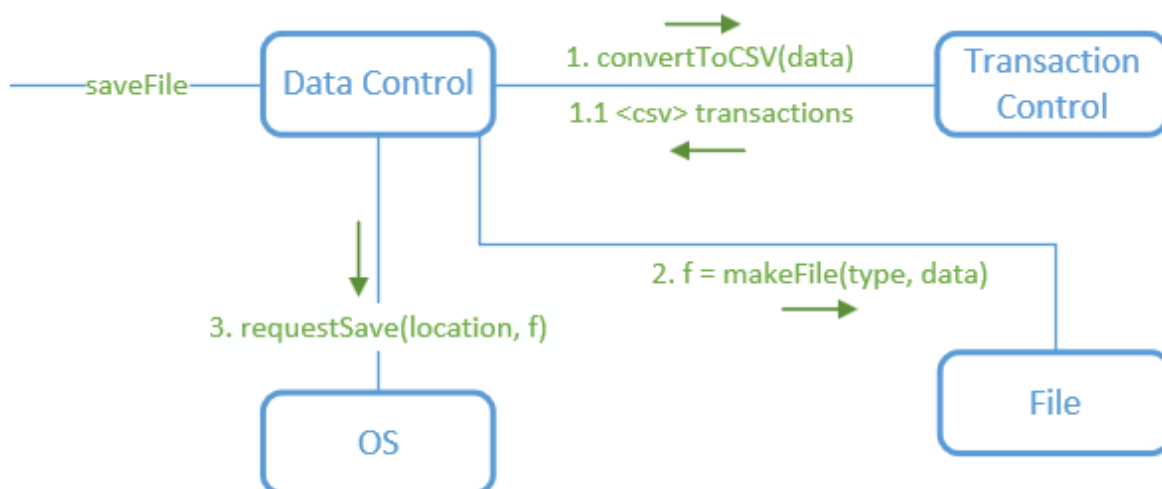 1. convertToCSV(data)
saveFile
Data Control
Transaction
Control
1.1 <csv> transactions
2. f = makeFile(type, data)
3. requestSave(location, f)
OS
File